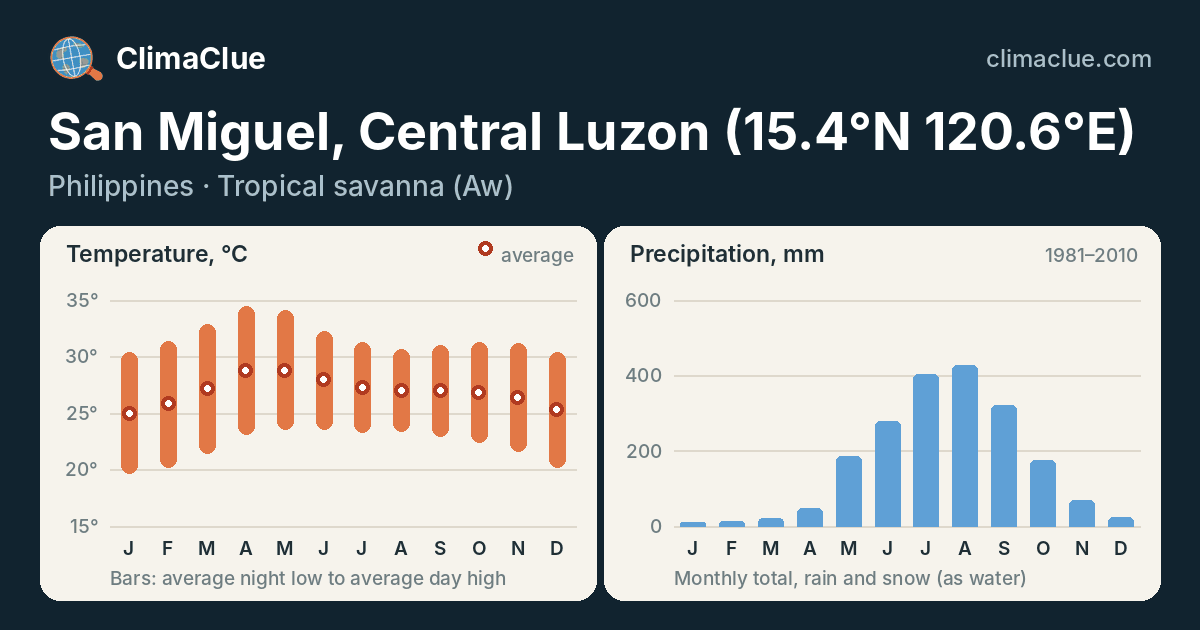 ClimaClue
climaclue.com
San Miguel, Central Luzon (15.4°N 120.6°E)
Philippines · Tropical savanna (Aw)
Temperature, °C
average
35°
30°
25°
20°
15°
J F M A M J J A S O N D
Bars: average night low to average day high
Precipitation, mm
1981–2010
600
400
200
0
J F M A M J J A S O N D
Monthly total, rain and snow (as water)